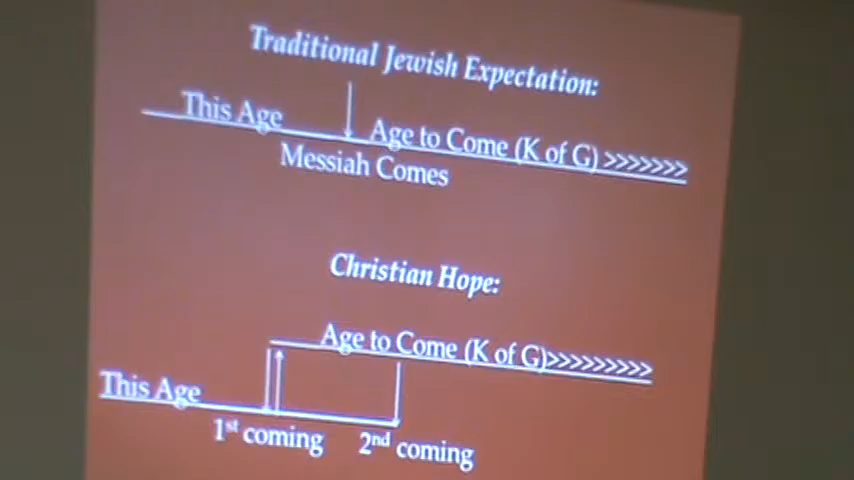 Traditional Jewish Expectation:
This Age
Age to Come (K of G) >>>>>>>
Messiah Comes
Christian Hope:
Age to Come (K of G)>>>>>>>>>
This Age
1st coming
2nd coming